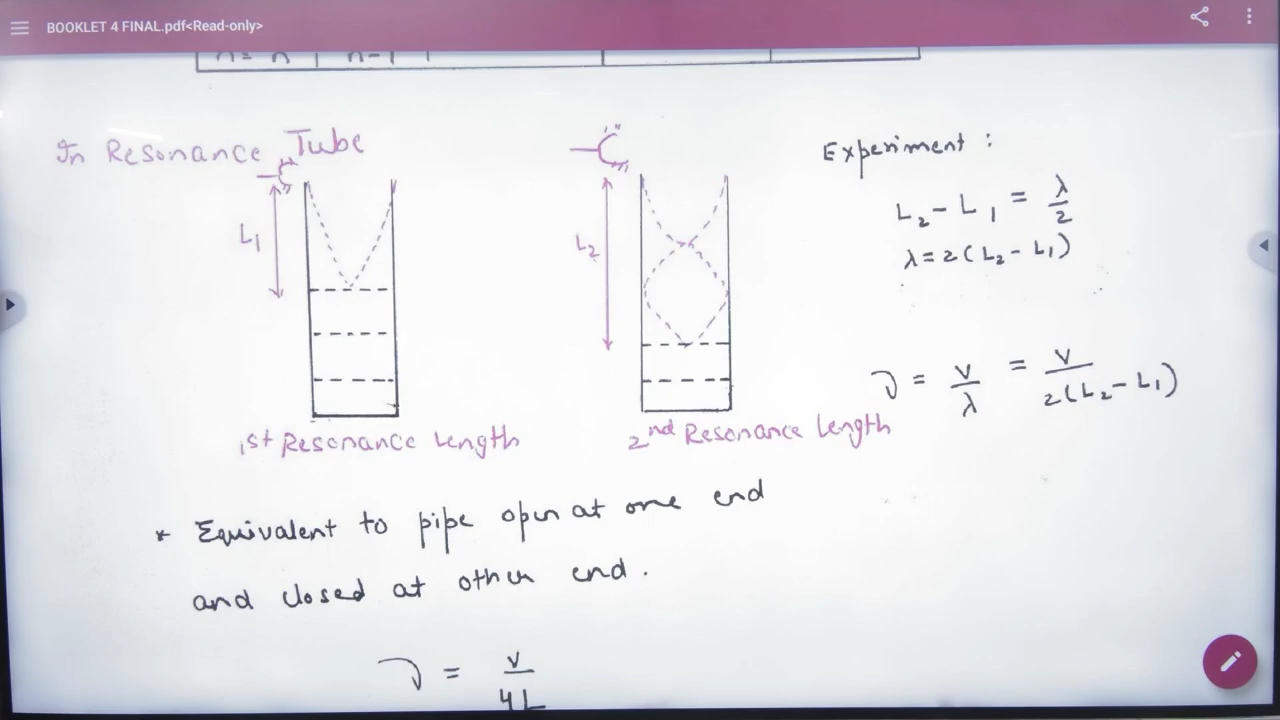 BOOKLET 4 FINAL.pdf<Read-only>
n = n n-1
In Resonance Tube
L₁
L₂
1st Resonance Length
2nd Resonance Length
Experiment :
L₂ - L₁ = λ/2
λ = 2(L₂ - L₁)
ν = v/λ = v/2(L₂ - L₁)
* Equivalent to pipe open at one end
and closed at other end.
ν = v/4L